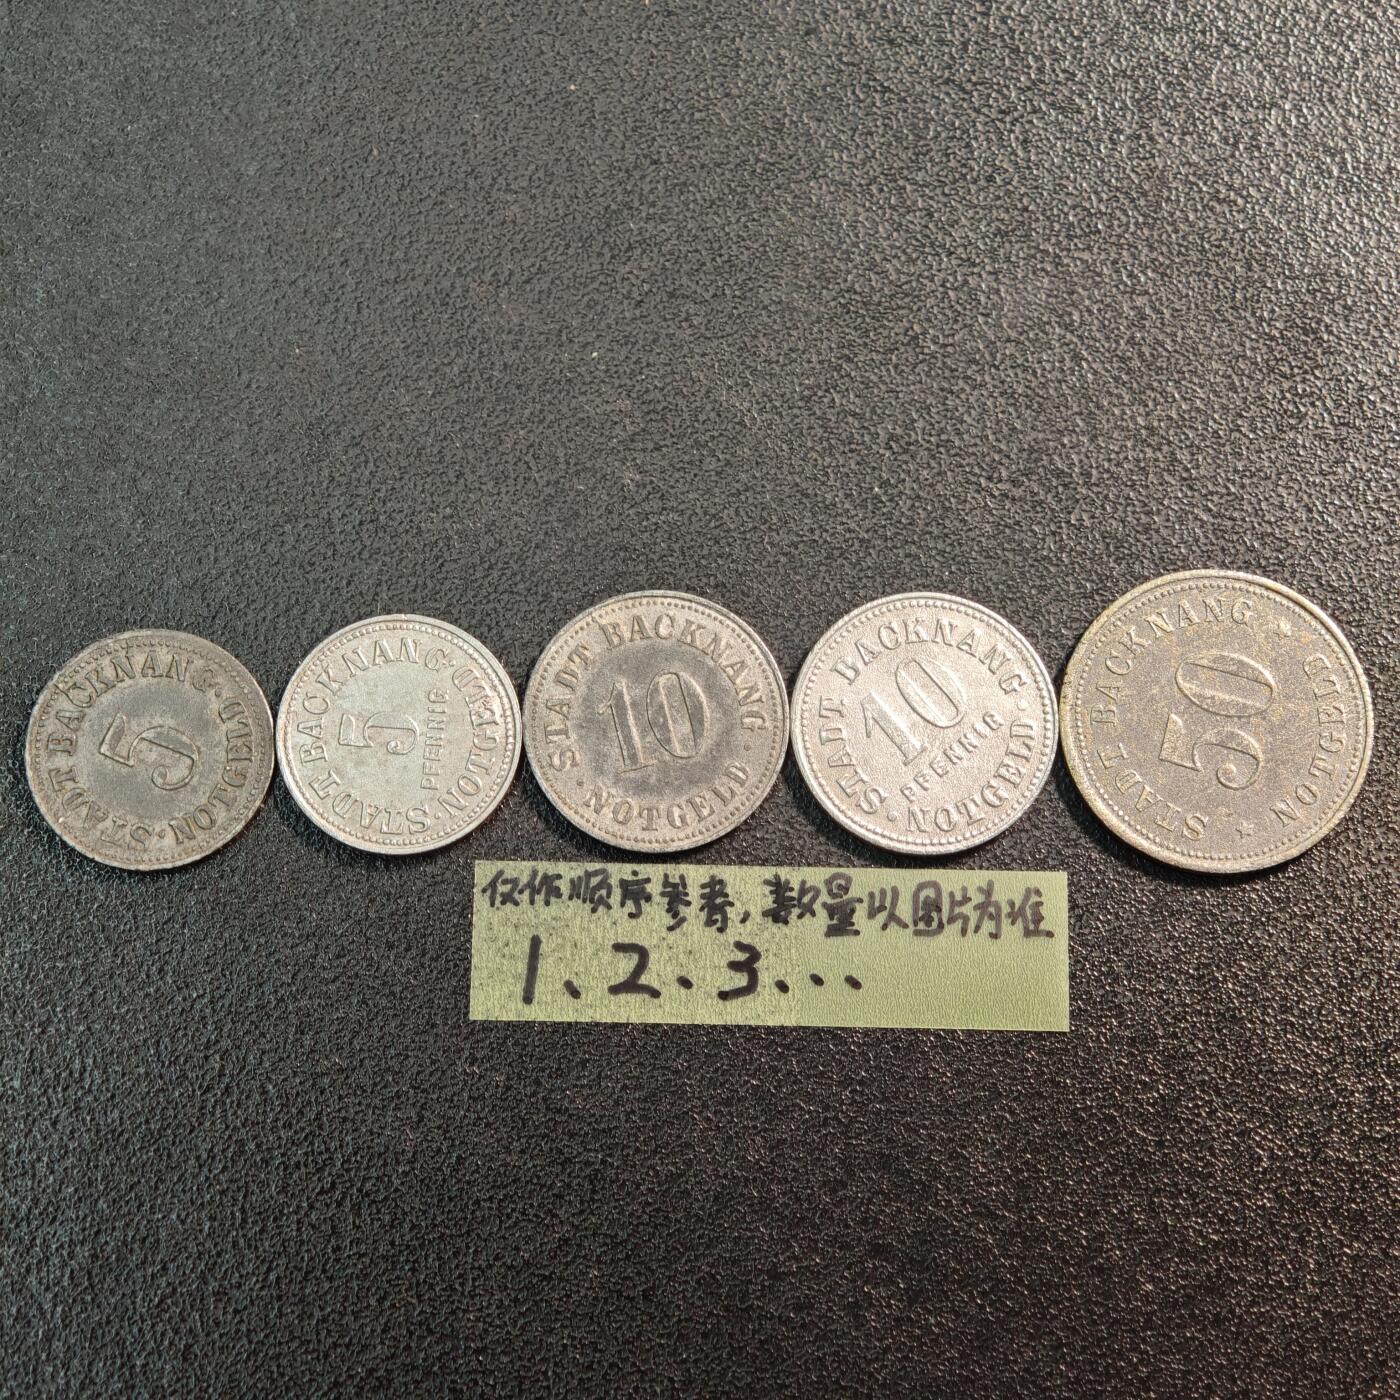 STADT BACKNANG · NOTGELD ·
5
STADT BACKNANG · NOTGELD ·
5
PFENNIG
STADT BACKNANG · NOTGELD ·
10
STADT BACKNANG · NOTGELD ·
10
PFENNIG
STADT BACKNANG ★ NOTGELD ★
50
仅作顺序参考,数量以图片为准
1、2、3...